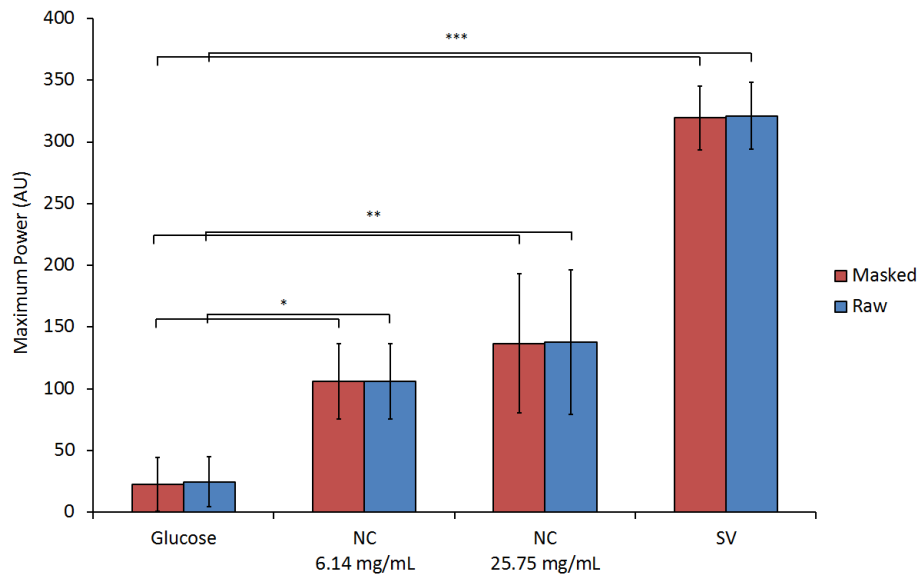 400
***
350
300
250
**
200
150
*
100
50
0
Maximum Power (AU)
Glucose
NC
6.14 mg/mL
NC
25.75 mg/mL
SV
Masked
Raw